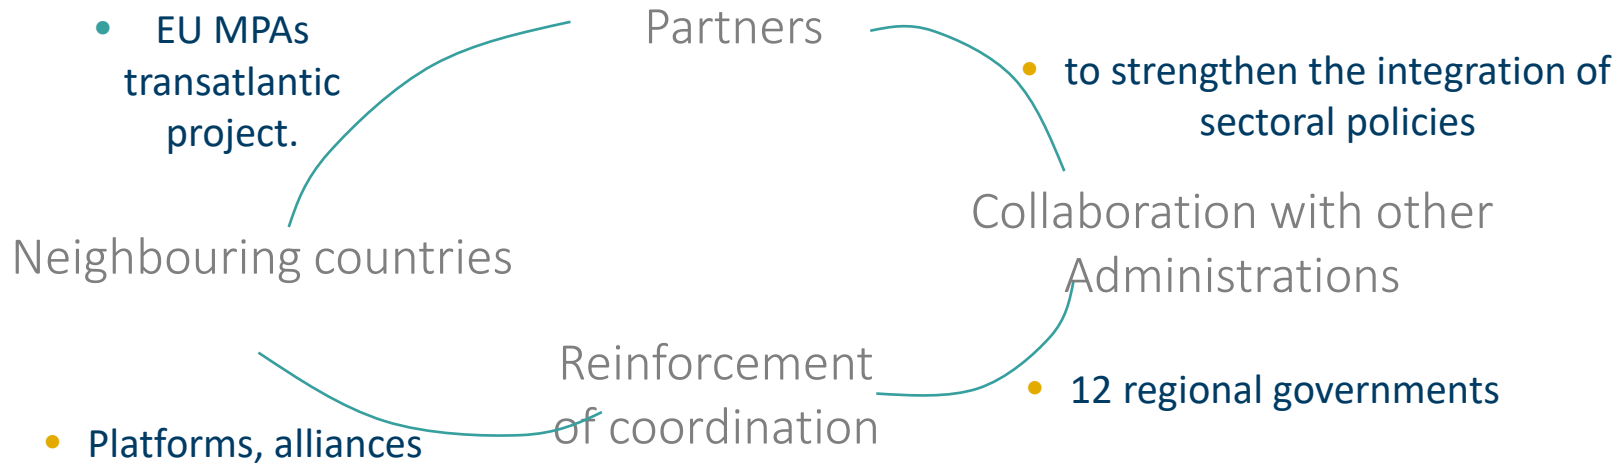 • EU MPAs
transatlantic
project.
Partners
• to strengthen the integration of
sectoral policies
Neighbouring countries
Collaboration with other
Administrations
Reinforcement
of coordination
• 12 regional governments
• Platforms, alliances